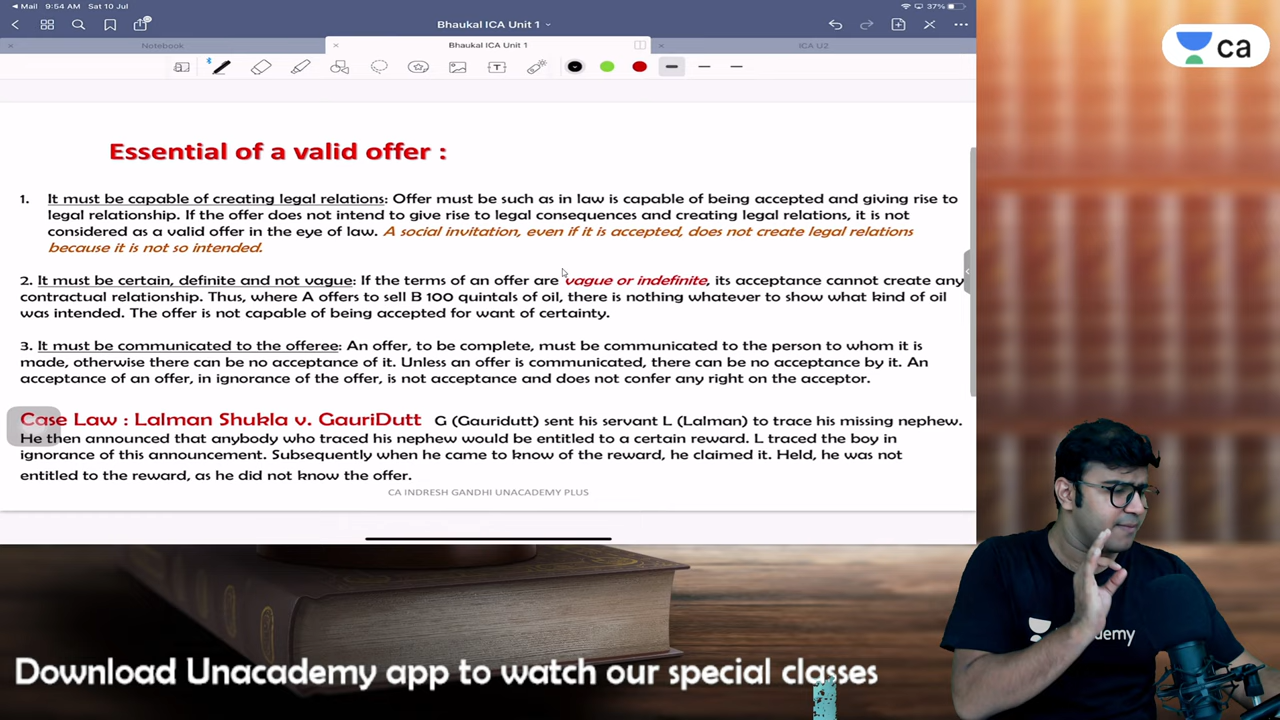 Mail 9:54 AM Sat 10 Jul 37%
Bhaukal ICA Unit 1
Notebook Bhaukal ICA Unit 1 ICA U2
ca
Essential of a valid offer :
1. It must be capable of creating legal relations: Offer must be such as in law is capable of being accepted and giving rise to
legal relationship. If the offer does not intend to give rise to legal consequences and creating legal relations, it is not
considered as a valid offer in the eye of law. A social invitation, even if it is accepted, does not create legal relations
because it is not so intended.
2. It must be certain, definite and not vague: If the terms of an offer are vague or indefinite, its acceptance cannot create any
contractual relationship. Thus, where A offers to sell B 100 quintals of oil, there is nothing whatever to show what kind of oil
was intended. The offer is not capable of being accepted for want of certainty.
3. It must be communicated to the offeree: An offer, to be complete, must be communicated to the person to whom it is
made, otherwise there can be no acceptance of it. Unless an offer is communicated, there can be no acceptance by it. An
acceptance of an offer, in ignorance of the offer, is not acceptance and does not confer any right on the acceptor.
Case Law : Lalman Shukla v. GauriDutt G (Gauridutt) sent his servant L (Lalman) to trace his missing nephew.
He then announced that anybody who traced his nephew would be entitled to a certain reward. L traced the boy in
ignorance of this announcement. Subsequently when he came to know of the reward, he claimed it. Held, he was not
entitled to the reward, as he did not know the offer.
CA INDRESH GANDHI UNACADEMY PLUS
Download Unacademy app to watch our special classes